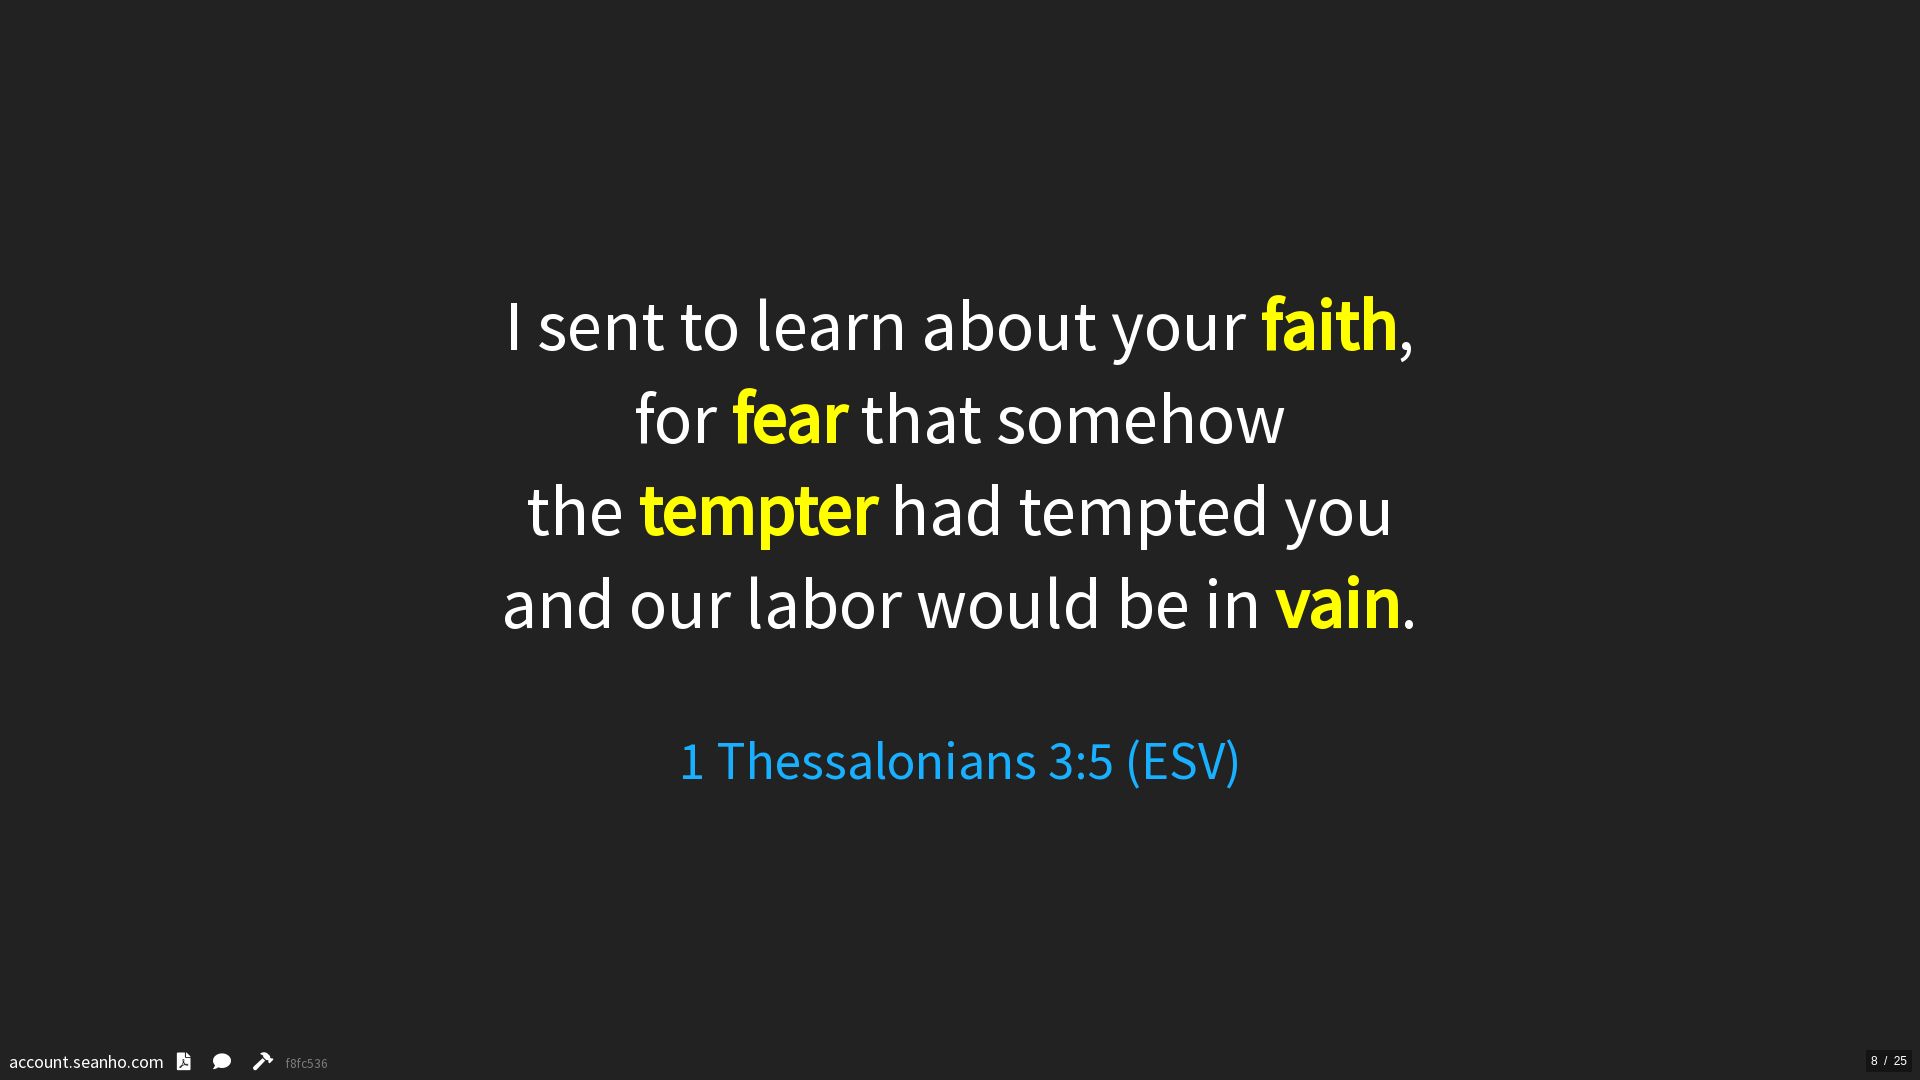 I sent to learn about your faith,
for fear that somehow
the tempter had tempted you
and our labor would be in vain.
1 Thessalonians 3:5 (ESV)
account.seanho.com f8fc536
8 / 25